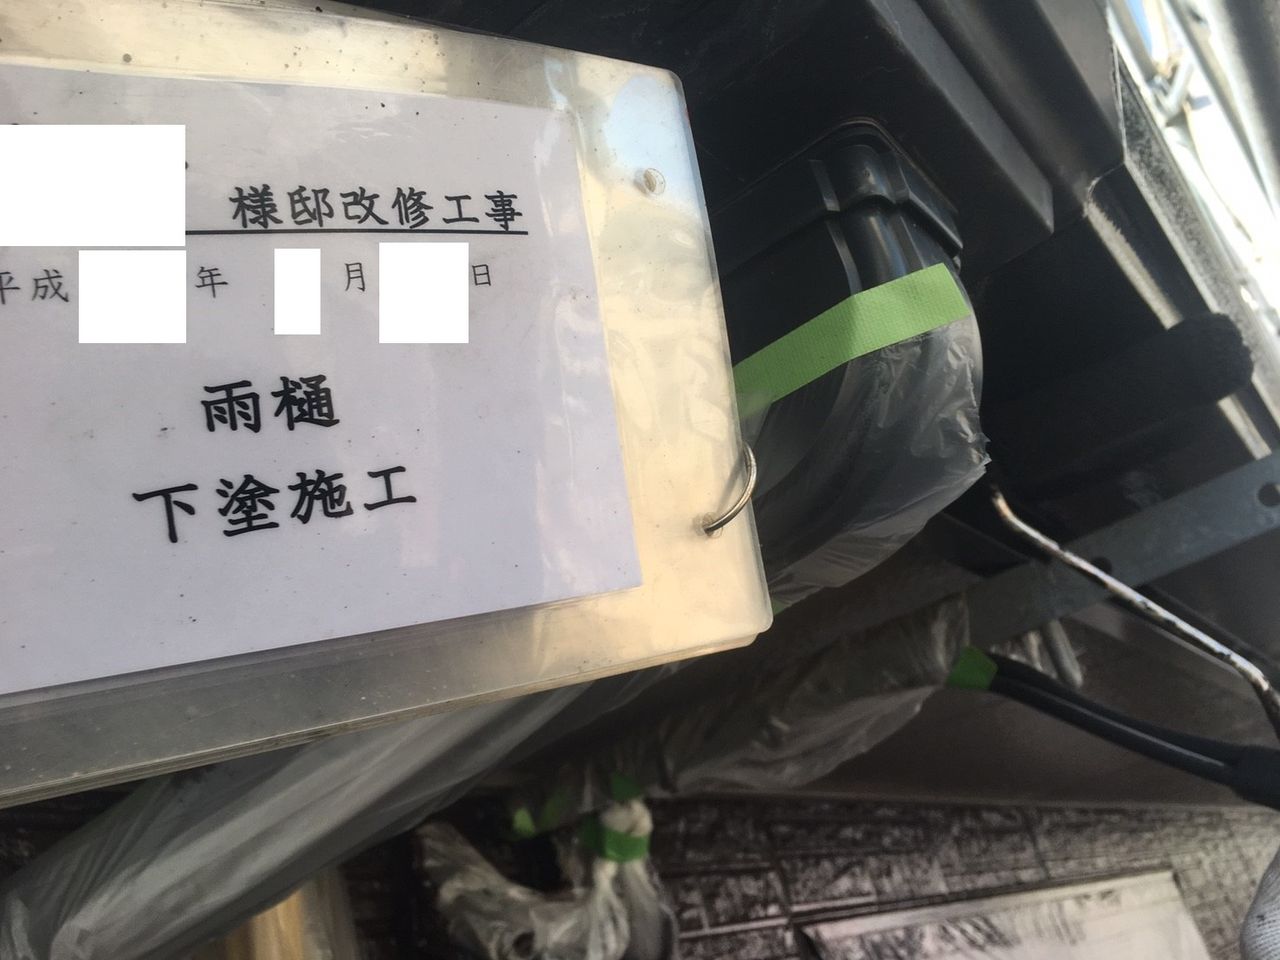 様邸改修工事
平成 年 月 日
雨樋
下塗施工